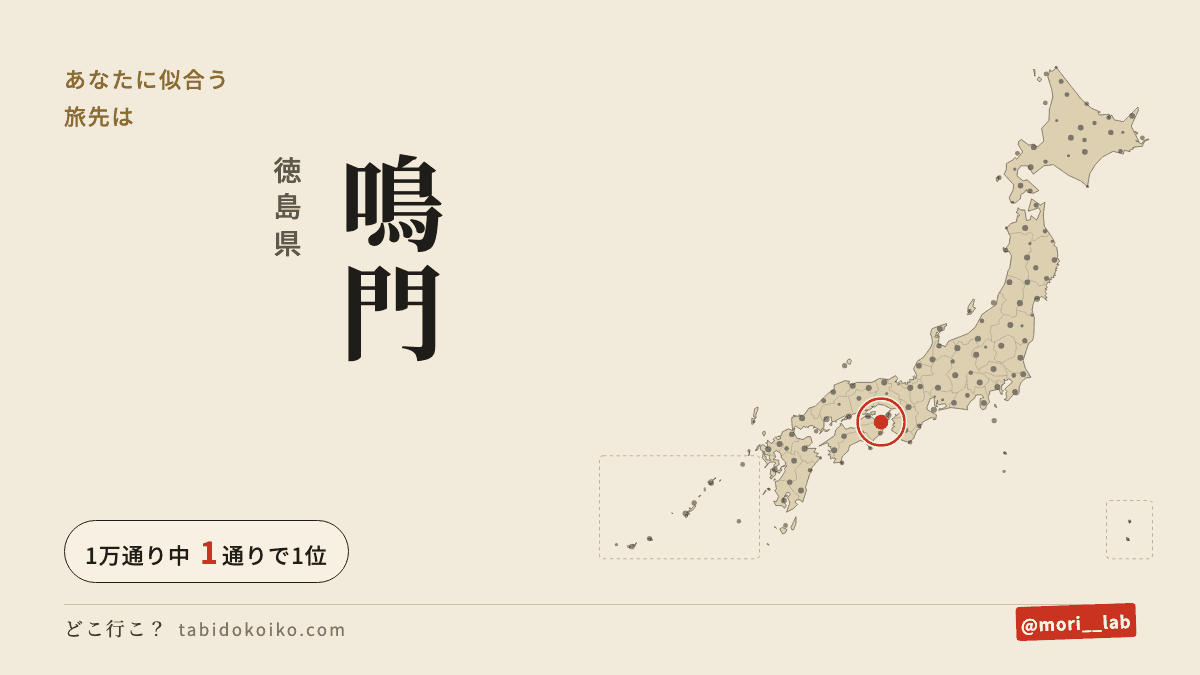 あなたに似合う
旅先は
鳴門
徳島県
1万通り中 1通りで1位
どこ行こ? tabidokoiko.com
@mori__lab